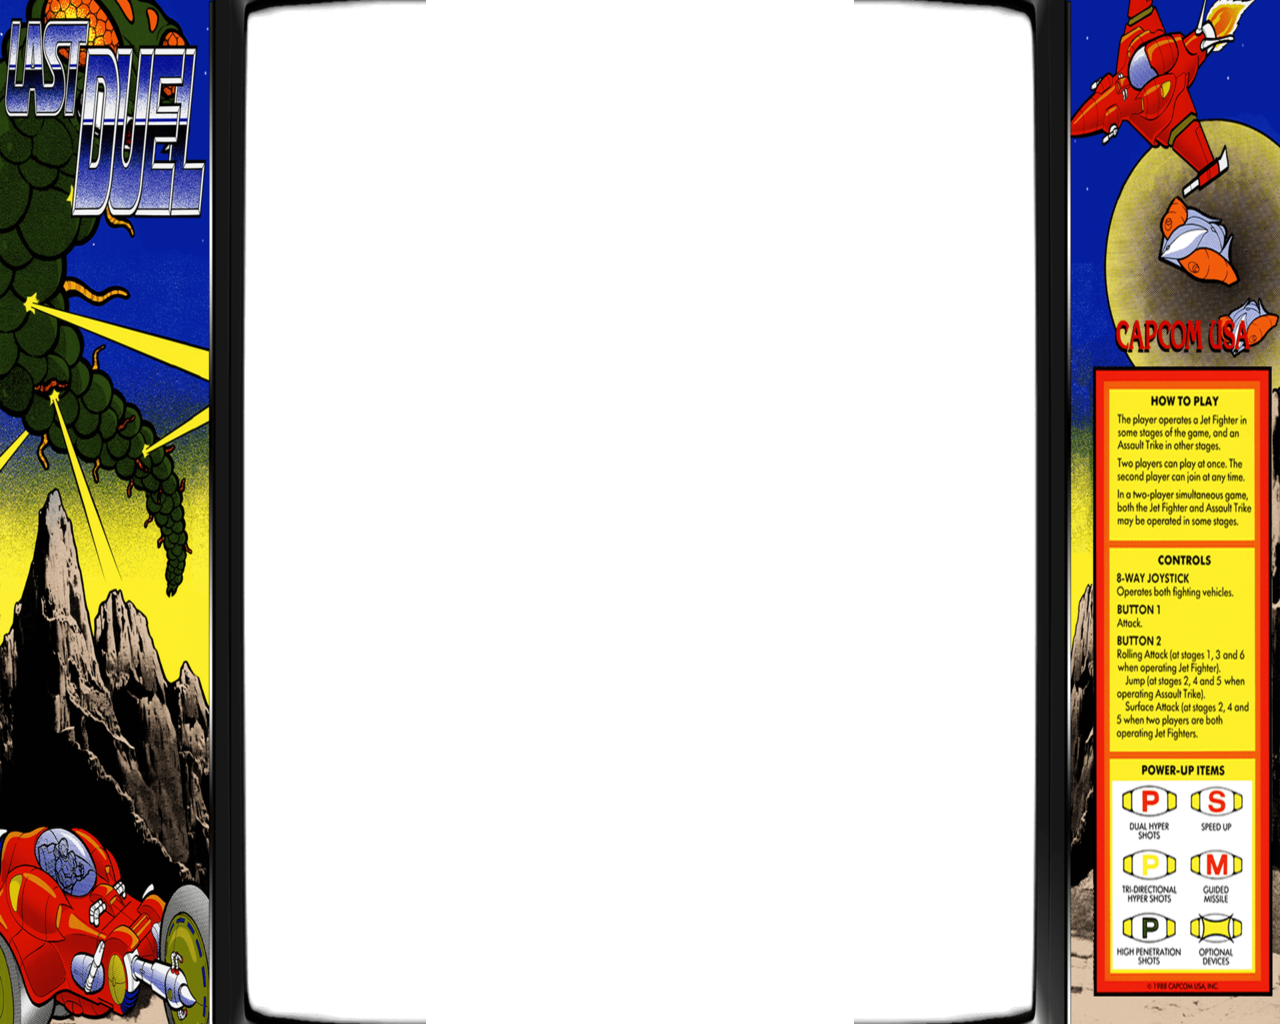 LAST
DUEL
CAPCOM USA
HOW TO PLAY
The player operates a Jet Fighter in
some stages of the game, and an
Assault Trike in other stages.
Two players can play at once. The
second player can join at any time.
In a two-player simultaneous game,
both the Jet Fighter and Assault Trike
may be operated in some stages.
CONTROLS
8-WAY JOYSTICK
Operates both fighting vehicles.
BUTTON 1
Attack.
BUTTON 2
Rolling Attack (at stages 1, 3 and 6
when operating Jet Fighter).
Jump (at stages 2, 4 and 5 when
operating Assault Trike).
Surface Attack (at stages 2, 4 and
5 when two players are both
operating Jet Fighters.
POWER-UP ITEMS
P S
DUAL HYPER SPEED UP
SHOTS
P M
TRI-DIRECTIONAL GUIDED
HYPER SHOTS MISSILE
P
HIGH PENETRATION OPTIONAL
SHOTS DEVICES
© 1988 CAPCOM USA, INC.